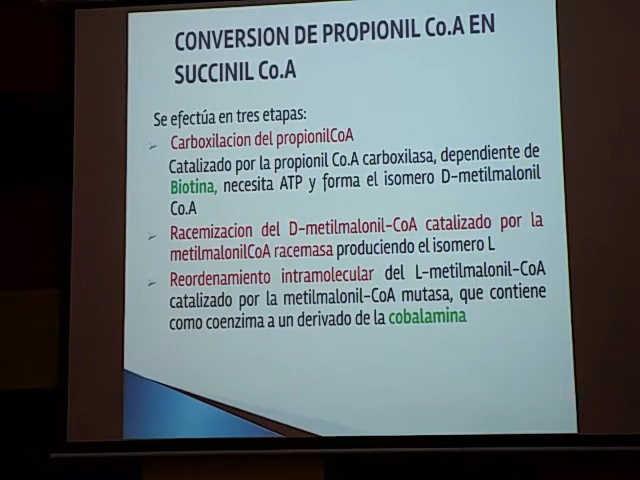 CONVERSION DE PROPIONIL Co.A EN
SUCCINIL Co.A
Se efectúa en tres etapas:
Carboxilacion del propionilCoA
Catalizado por la propionil Co.A carboxilasa, dependiente de
Biotina, necesita ATP y forma el isomero D-metilmalonil
Co.A
Racemizacion del D-metilmalonil-CoA catalizado por la
metilmalonilCoA racemasa produciendo el isomero L
Reordenamiento intramolecular del L-metilmalonil-CoA
catalizado por la metilmalonil-CoA mutasa, que contiene
como coenzima a un derivado de la cobalamina